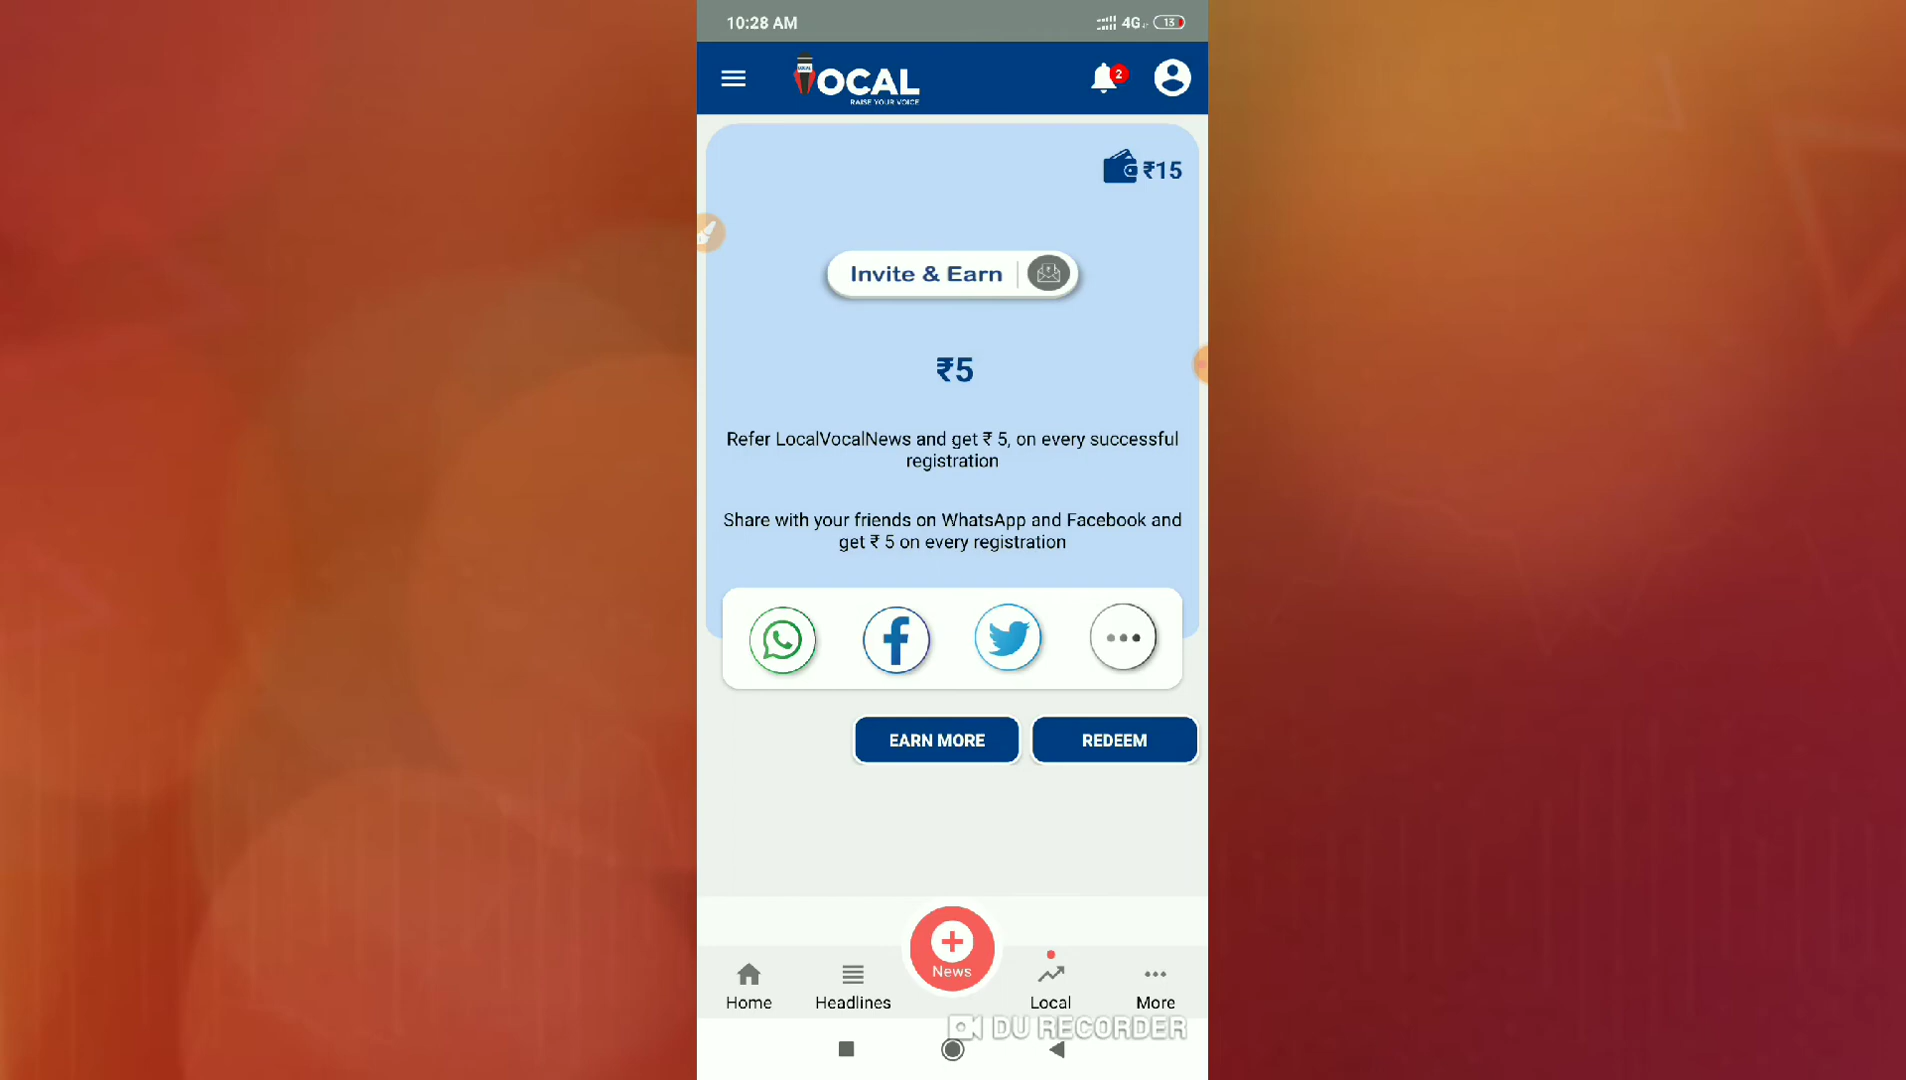 10:28 AM
4G
13
VOCAL
RAISE YOUR VOICE
2
₹15
Invite & Earn
₹5
Refer LocalVocalNews and get ₹ 5, on every successful
registration
Share with your friends on WhatsApp and Facebook and
get ₹ 5 on every registration
EARN MORE
REDEEM
News
Home
Headlines
Local
More
DU RECORDER